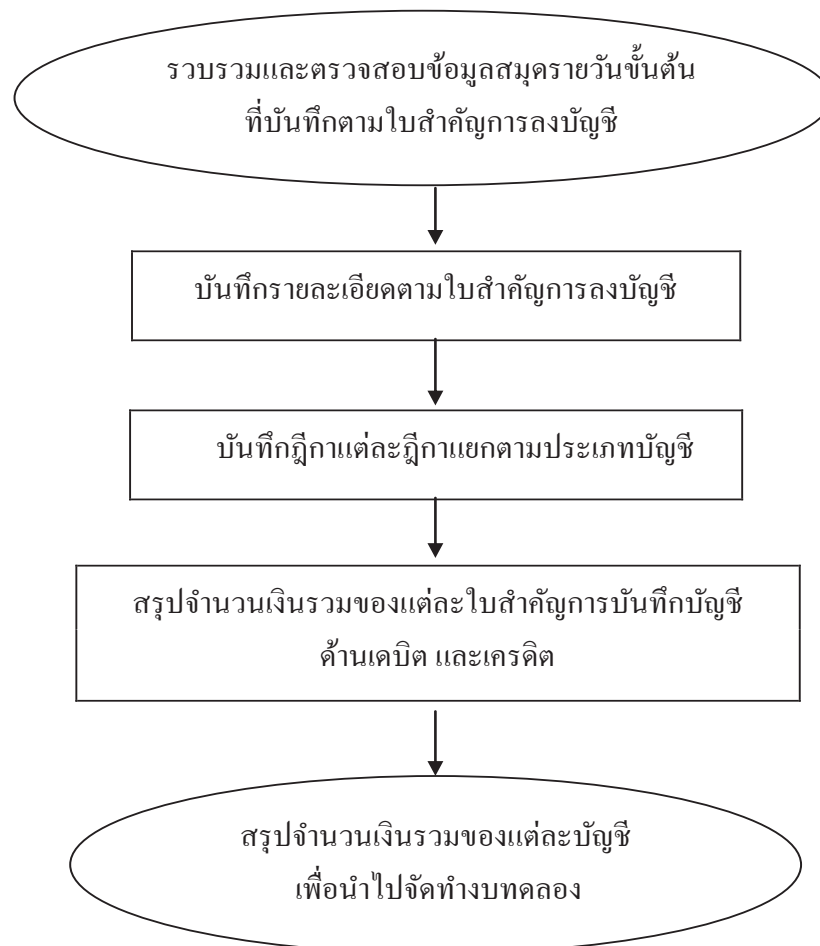 รวบรวมและตรวจสอบข้อมูลสมุดรายวันขั้นต้น
ที่บันทึกตามใบสำคัญการลงบัญชี
บันทึกรายละเอียดตามใบสำคัญการลงบัญชี
บันทึกฎีกาแต่ละฎีกาแยกตามประเภทบัญชี
สรุปจำนวนเงินรวมของแต่ละใบสำคัญการบันทึกบัญชี
ด้านเดบิต และเครดิต
สรุปจำนวนเงินรวมของแต่ละบัญชี
เพื่อนำไปจัดทำงบทดลอง